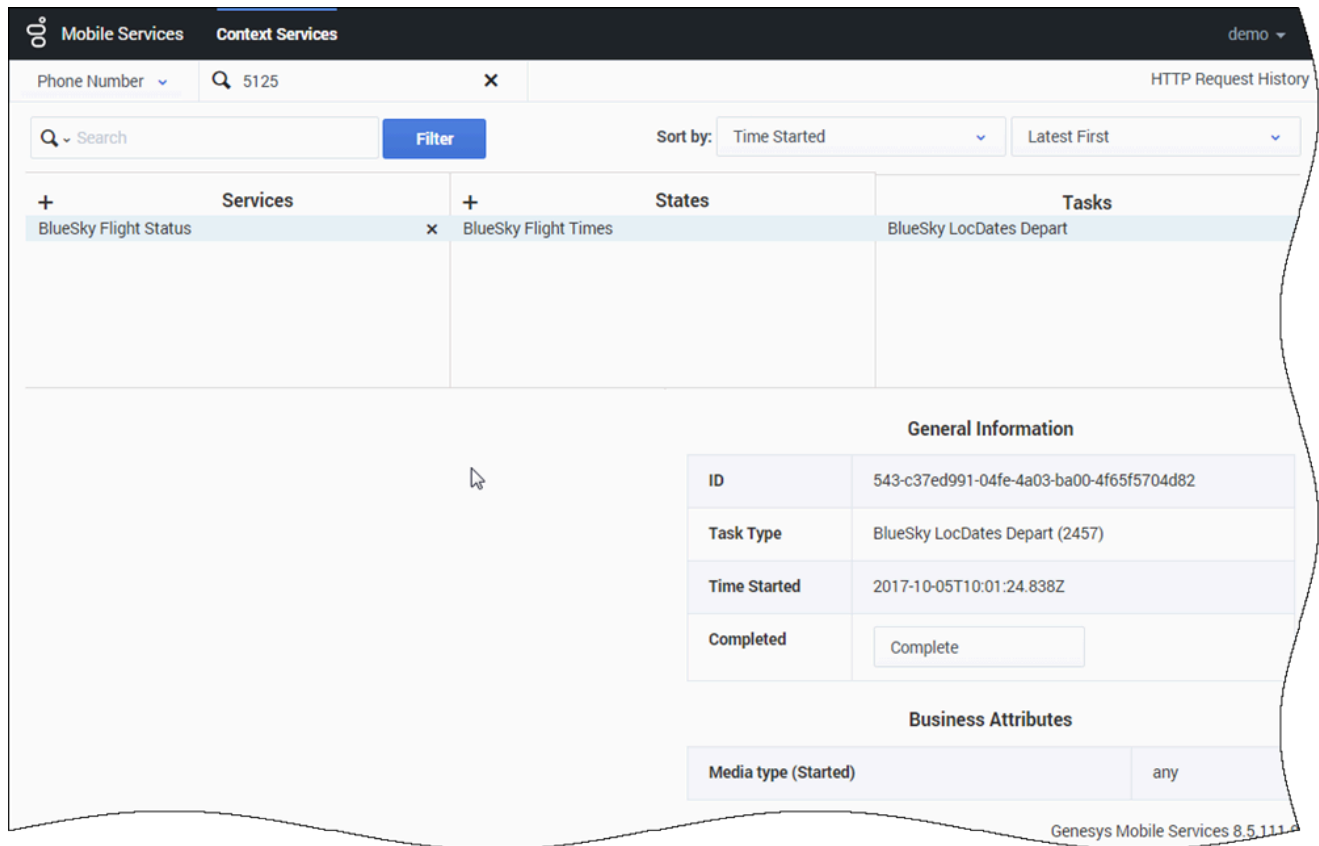 Mobile Services Context Services demo
Phone Number 5125 HTTP Request History
Search Filter Sort by: Time Started Latest First
+ Services + States Tasks
BlueSky Flight Status × BlueSky Flight Times BlueSky LocDates Depart
General Information
ID 543-c37ed991-04fe-4a03-ba00-4f65f5704d82
Task Type BlueSky LocDates Depart (2457)
Time Started 2017-10-05T10:01:24.838Z
Completed Complete
Business Attributes
Media type (Started) any
Genesys Mobile Services 8.5.111